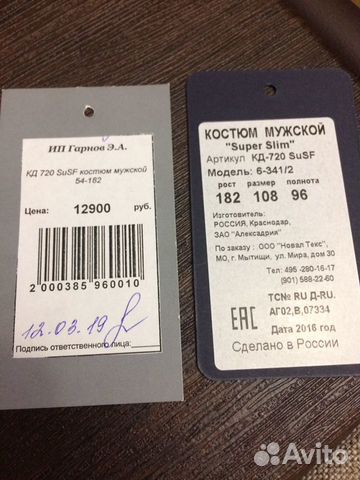 ИП Гарнов Э.А.
КД 720 SuSF костюм мужской
54-182
Цена: 12900 руб.
2 000385 960010
12.03.19
Подпись ответственного лица:
КОСТЮМ МУЖСКОЙ
"Super Slim"
Артикул КД-720 SuSF
Модель: 6-341/2
рост размер полнота
182 108 96
Изготовитель:
РОССИЯ, Краснодар,
ЗАО "Алексадрия"
По заказу: ООО "Новал Текс",
МО, г. Мытищи, ул. Мира, дом 30
Тел: 495 -280-16-17
(901) 588-22-60
ЕАС
ТС№ RU Д-RU.
АГ02,В,07334
Дата 2016 год
Сделано в России
Avito